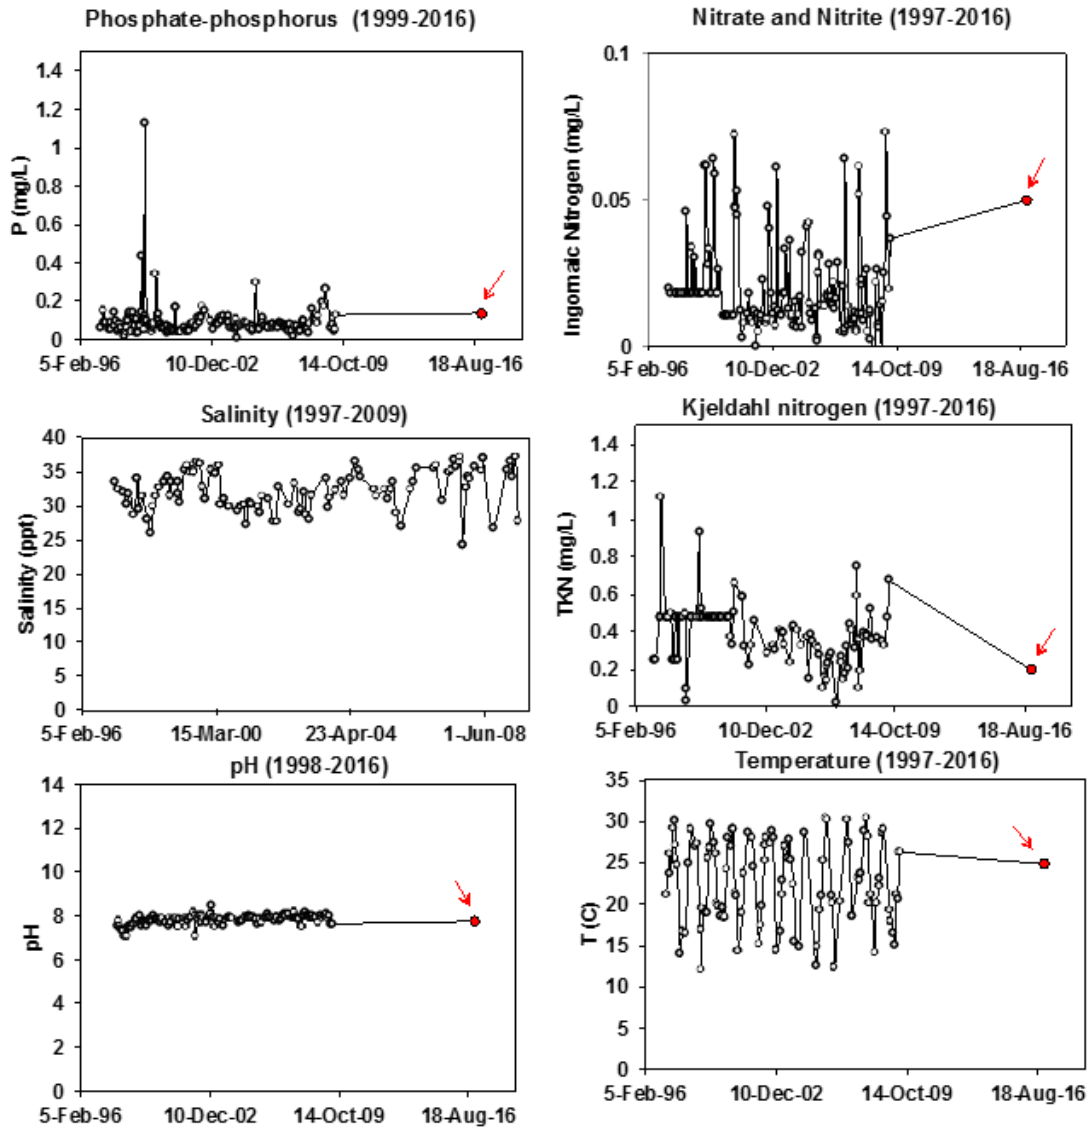 Phosphate-phosphorus (1999-2016)
1.4
1.2
1
0.8
0.6
0.4
0.2
0
P (mg/L)
5-Feb-96 10-Dec-02 14-Oct-09 18-Aug-16
Nitrate and Nitrite (1997-2016)
0.1
0.05
0
Ingomaic Nitrogen (mg/L)
5-Feb-96 10-Dec-02 14-Oct-09 18-Aug-16
Salinity (1997-2009)
40
35
30
25
20
15
10
5
0
Salinity (ppt)
5-Feb-96 15-Mar-00 23-Apr-04 1-Jun-08
Kjeldahl nitrogen (1997-2016)
1.4
1.2
1
0.8
0.6
0.4
0.2
0
TKN (mg/L)
5-Feb-96 10-Dec-02 14-Oct-09 18-Aug-16
pH (1998-2016)
14
12
10
8
6
4
2
0
pH
5-Feb-96 10-Dec-02 14-Oct-09 18-Aug-16
Temperature (1997-2016)
35
30
25
20
15
10
5
0
T (C)
5-Feb-96 10-Dec-02 14-Oct-09 18-Aug-16